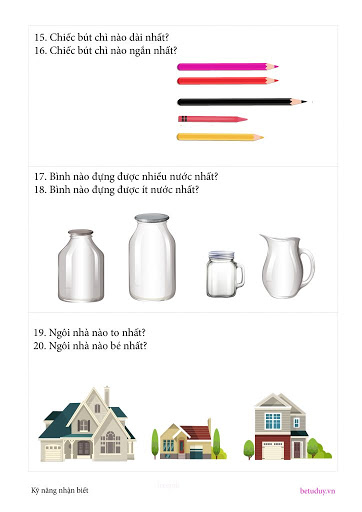 15. Chiếc bút chì nào dài nhất?
16. Chiếc bút chì nào ngắn nhất?
17. Bình nào đựng được nhiều nước nhất?
18. Bình nào đựng được ít nước nhất?
19. Ngôi nhà nào to nhất?
20. Ngôi nhà nào bé nhất?
Kỹ năng nhận biết
betuduy.vn